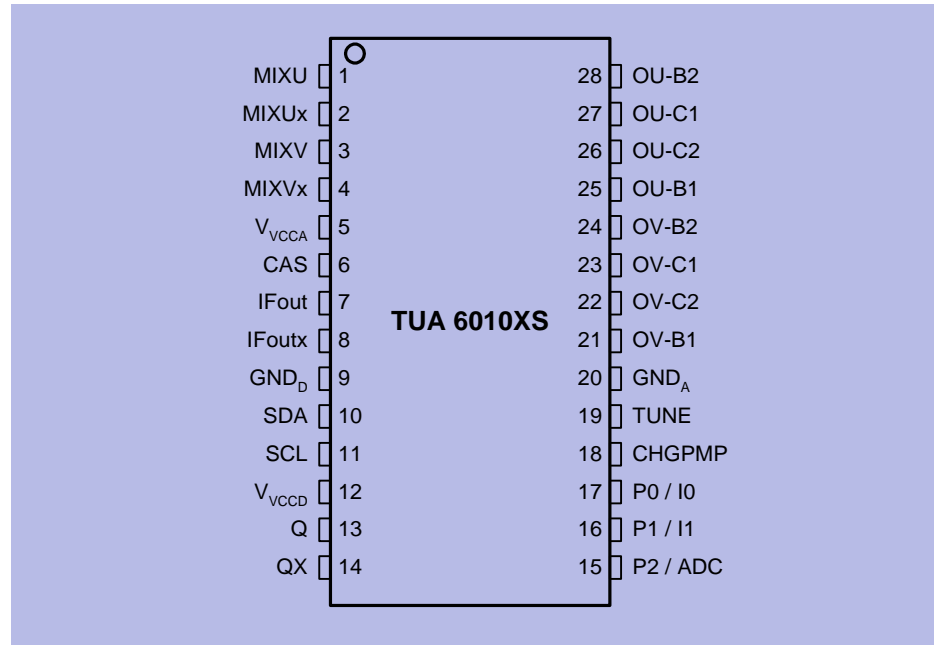 MIXU 1 28 OU-B2
MIXUx 2 27 OU-C1
MIXV 3 26 OU-C2
MIXVx 4 25 OU-B1
VVCCA 5 24 OV-B2
CAS 6 23 OV-C1
IFout 7 22 OV-C2
TUA 6010XS
IFoutx 8 21 OV-B1
GNDD 9 20 GNDA
SDA 10 19 TUNE
SCL 11 18 CHGPMP
VVCCD 12 17 P0 / I0
Q 13 16 P1 / I1
QX 14 15 P2 / ADC